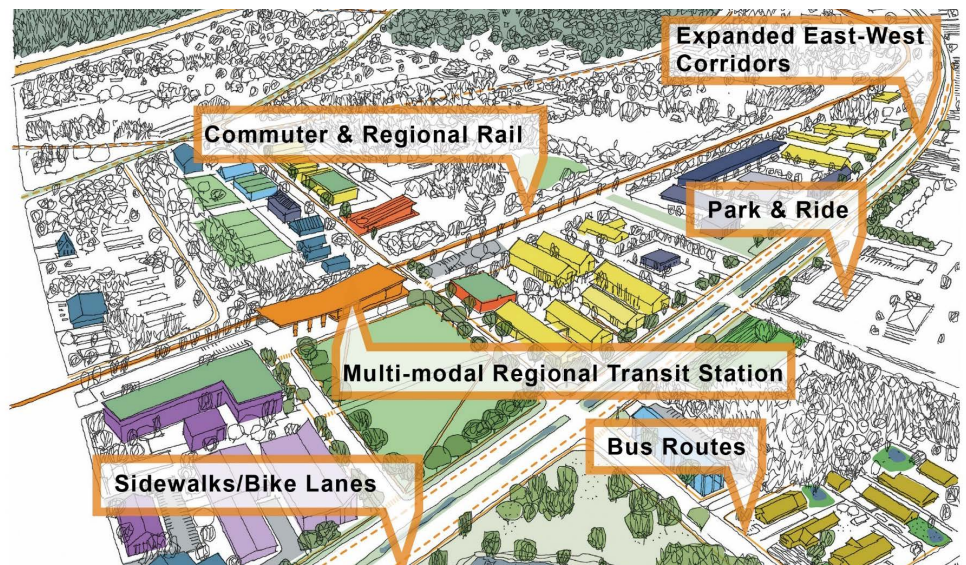 Expanded East-West
Corridors
Commuter & Regional Rail
Park & Ride
Multi-modal Regional Transit Station
Bus Routes
Sidewalks/Bike Lanes